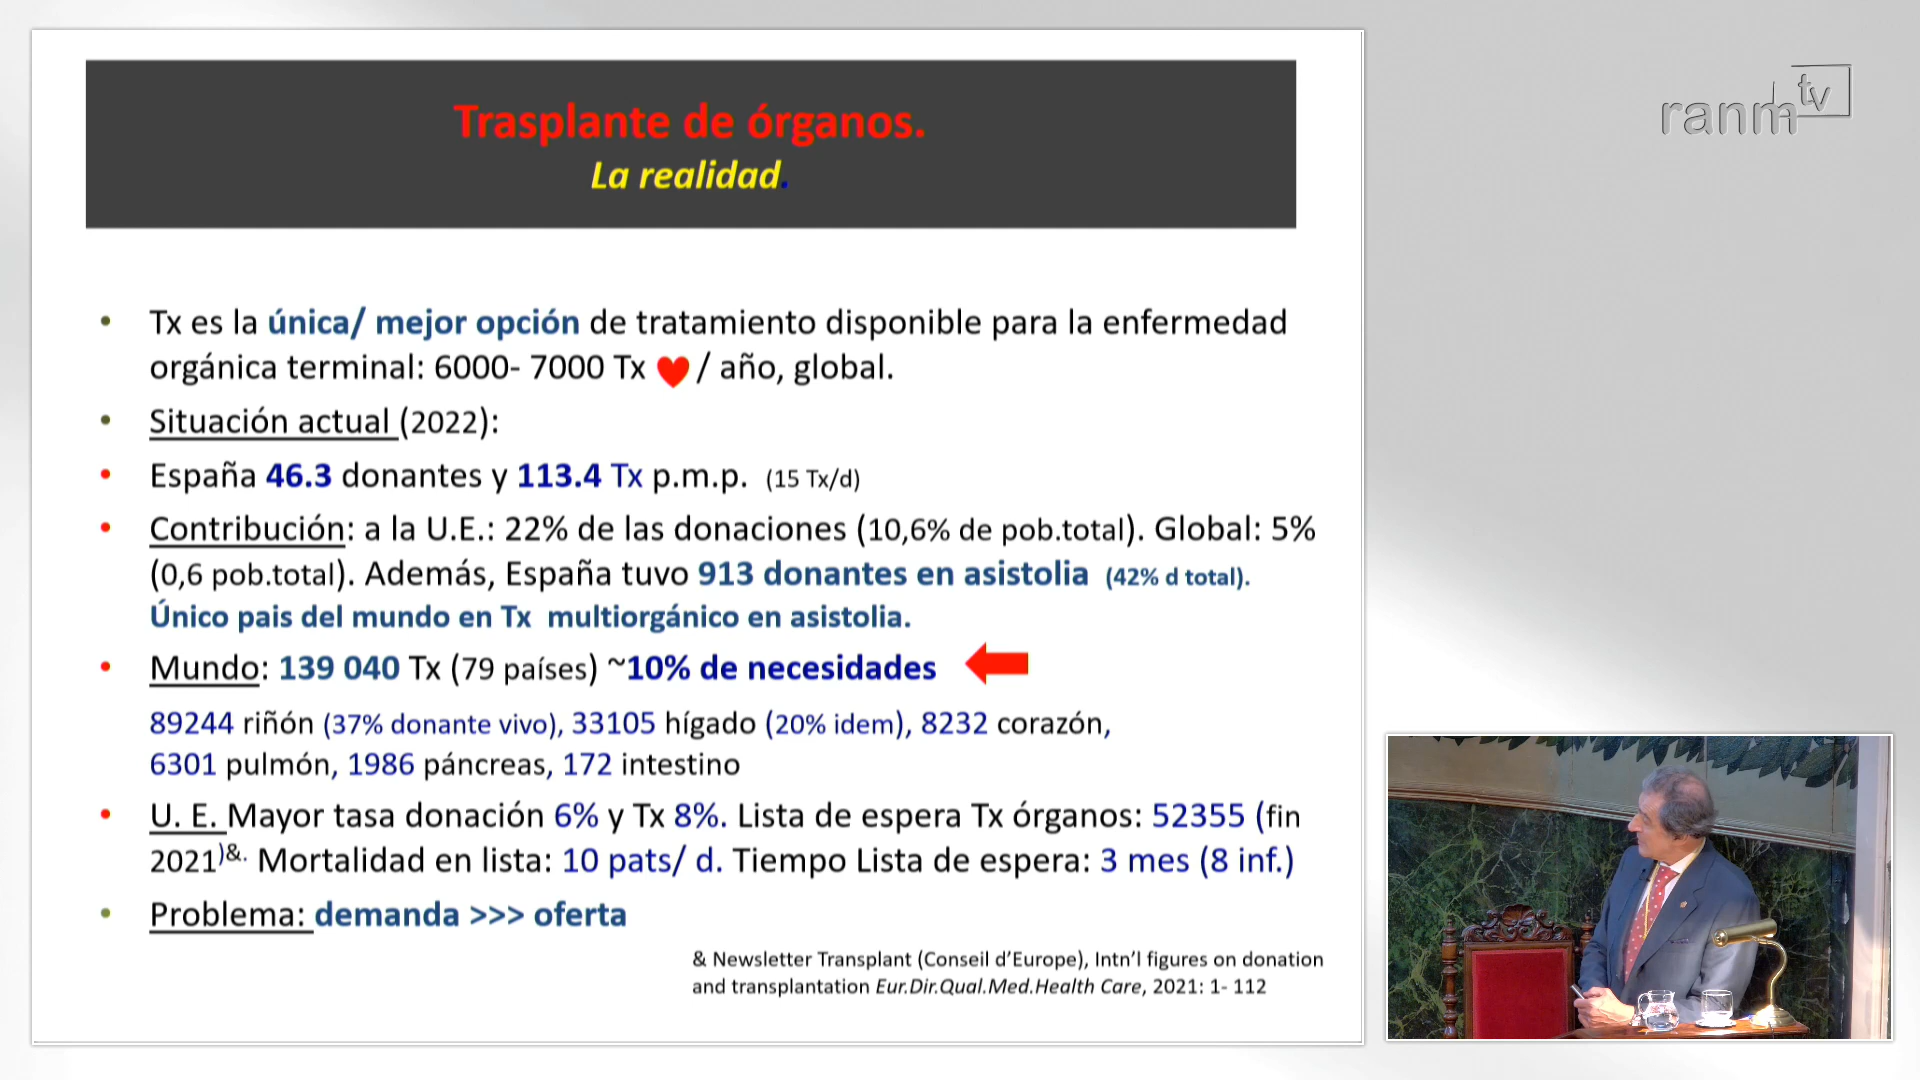 Trasplante de órganos.
La realidad.
ranm tv
• Tx es la única/ mejor opción de tratamiento disponible para la enfermedad
orgánica terminal: 6000- 7000 Tx ♥ / año, global.
• Situación actual (2022):
• España 46.3 donantes y 113.4 Tx p.m.p. (15 Tx/d)
• Contribución: a la U.E.: 22% de las donaciones (10,6% de pob.total). Global: 5%
(0,6 pob.total). Además, España tuvo 913 donantes en asistolia (42% d total).
Único pais del mundo en Tx multiorgánico en asistolia.
• Mundo: 139 040 Tx (79 países) ~10% de necesidades
89244 riñón (37% donante vivo), 33105 hígado (20% idem), 8232 corazón,
6301 pulmón, 1986 páncreas, 172 intestino
• U. E. Mayor tasa donación 6% y Tx 8%. Lista de espera Tx órganos: 52355 (fin
2021)&. Mortalidad en lista: 10 pats/ d. Tiempo Lista de espera: 3 mes (8 inf.)
• Problema: demanda >>> oferta
& Newsletter Transplant (Conseil d'Europe), Intn'l figures on donation
and transplantation Eur.Dir.Qual.Med.Health Care, 2021: 1- 112